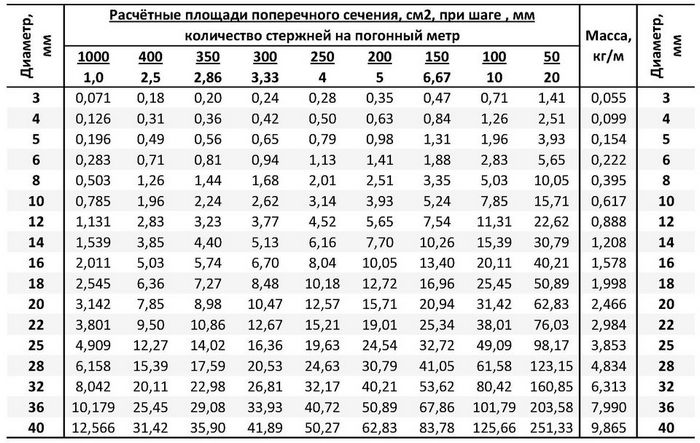 Диаметр, мм
Расчётные площади поперечного сечения, см2, при шаге , мм
количество стержней на погонный метр
Масса, кг/м
Диаметр, мм
1000 400 350 300 250 200 150 100 50
1,0 2,5 2,86 3,33 4 5 6,67 10 20
3 0,071 0,18 0,20 0,24 0,28 0,35 0,47 0,71 1,41 0,055 3
4 0,126 0,31 0,36 0,42 0,50 0,63 0,84 1,26 2,51 0,099 4
5 0,196 0,49 0,56 0,65 0,79 0,98 1,31 1,96 3,93 0,154 5
6 0,283 0,71 0,81 0,94 1,13 1,41 1,88 2,83 5,65 0,222 6
8 0,503 1,26 1,44 1,68 2,01 2,51 3,35 5,03 10,05 0,395 8
10 0,785 1,96 2,24 2,62 3,14 3,93 5,24 7,85 15,71 0,617 10
12 1,131 2,83 3,23 3,77 4,52 5,65 7,54 11,31 22,62 0,888 12
14 1,539 3,85 4,40 5,13 6,16 7,70 10,26 15,39 30,79 1,208 14
16 2,011 5,03 5,74 6,70 8,04 10,05 13,40 20,11 40,21 1,578 16
18 2,545 6,36 7,27 8,48 10,18 12,72 16,96 25,45 50,89 1,998 18
20 3,142 7,85 8,98 10,47 12,57 15,71 20,94 31,42 62,83 2,466 20
22 3,801 9,50 10,86 12,67 15,21 19,01 25,34 38,01 76,03 2,984 22
25 4,909 12,27 14,02 16,36 19,63 24,54 32,72 49,09 98,17 3,853 25
28 6,158 15,39 17,59 20,53 24,63 30,79 41,05 61,58 123,15 4,834 28
32 8,042 20,11 22,98 26,81 32,17 40,21 53,62 80,42 160,85 6,313 32
36 10,179 25,45 29,08 33,93 40,72 50,89 67,86 101,79 203,58 7,990 36
40 12,566 31,42 35,90 41,89 50,27 62,83 83,78 125,66 251,33 9,865 40